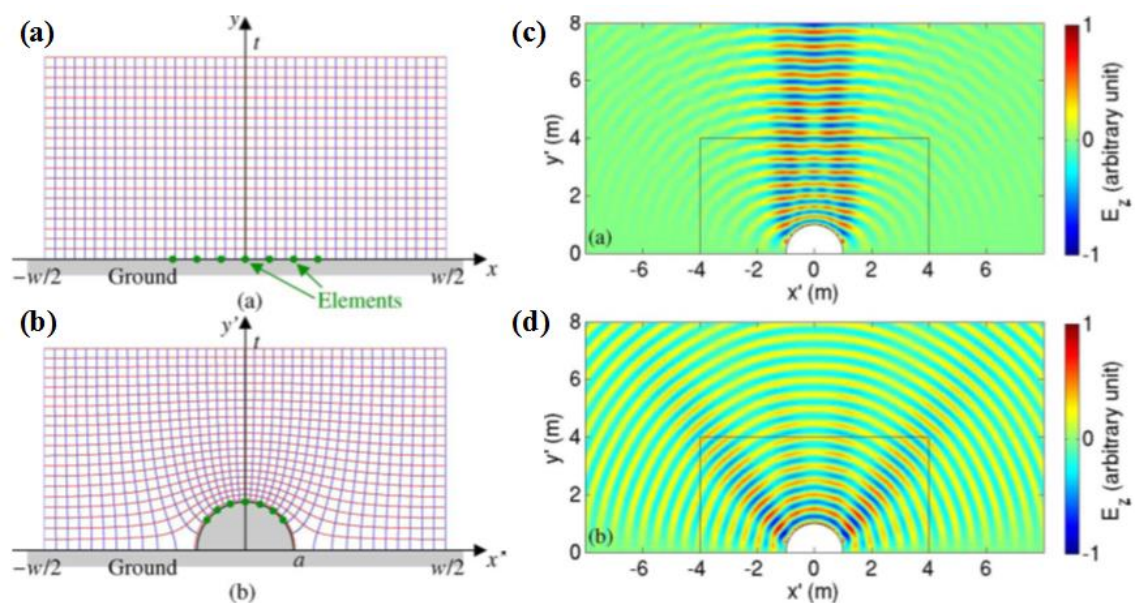 (a)
y
t
x
-w/2
Ground
w/2
(a)
Elements
(b)
y'
t
x'
-w/2
Ground
a
w/2
(b)
(c)
8
6
4
2
0
y' (m)
(a)
-6 -4 -2 0 2 4 6
x' (m)
1
0
-1
E_z (arbitrary unit)
(d)
8
6
4
2
0
y' (m)
(b)
-6 -4 -2 0 2 4 6
x' (m)
1
0
-1
E_z (arbitrary unit)